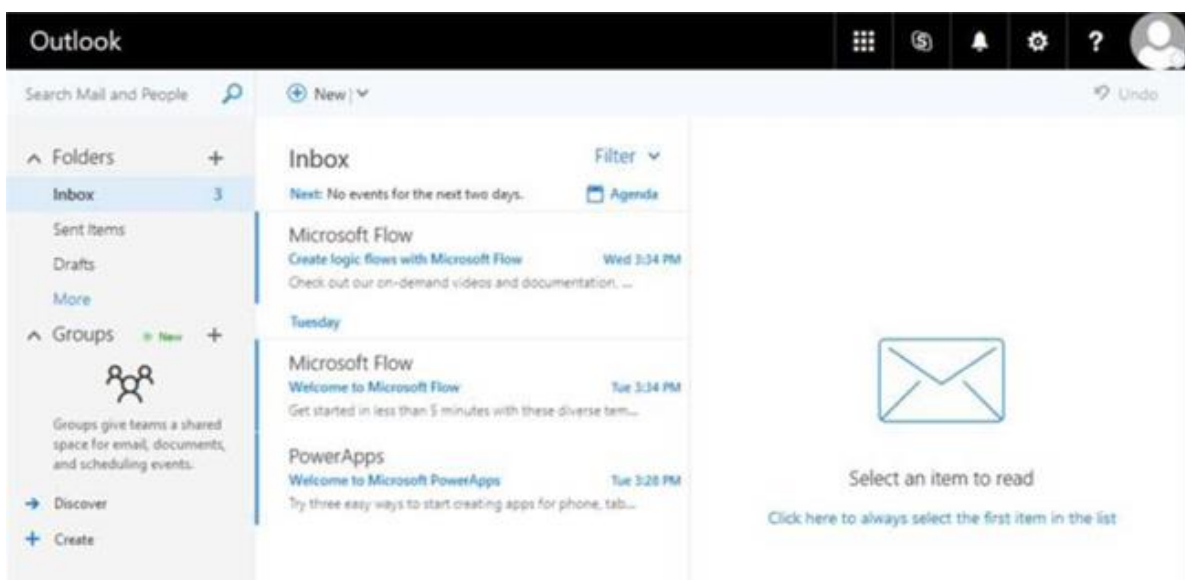 Outlook
?
Search Mail and People
New
Undo
Folders
Inbox 3
Sent Items
Drafts
More
Groups New
Groups give teams a shared
space for email, documents,
and scheduling events.
Discover
Create
Inbox Filter
Next: No events for the next two days. Agenda
Microsoft Flow
Create logic flows with Microsoft Flow Wed 3:34 PM
Check out our on-demand videos and documentation. ...
Tuesday
Microsoft Flow
Welcome to Microsoft Flow Tue 3:34 PM
Get started in less than 5 minutes with these diverse tem...
PowerApps
Welcome to Microsoft PowerApps Tue 3:28 PM
Try three easy ways to start creating apps for phone, tab...
Select an item to read
Click here to always select the first item in the list